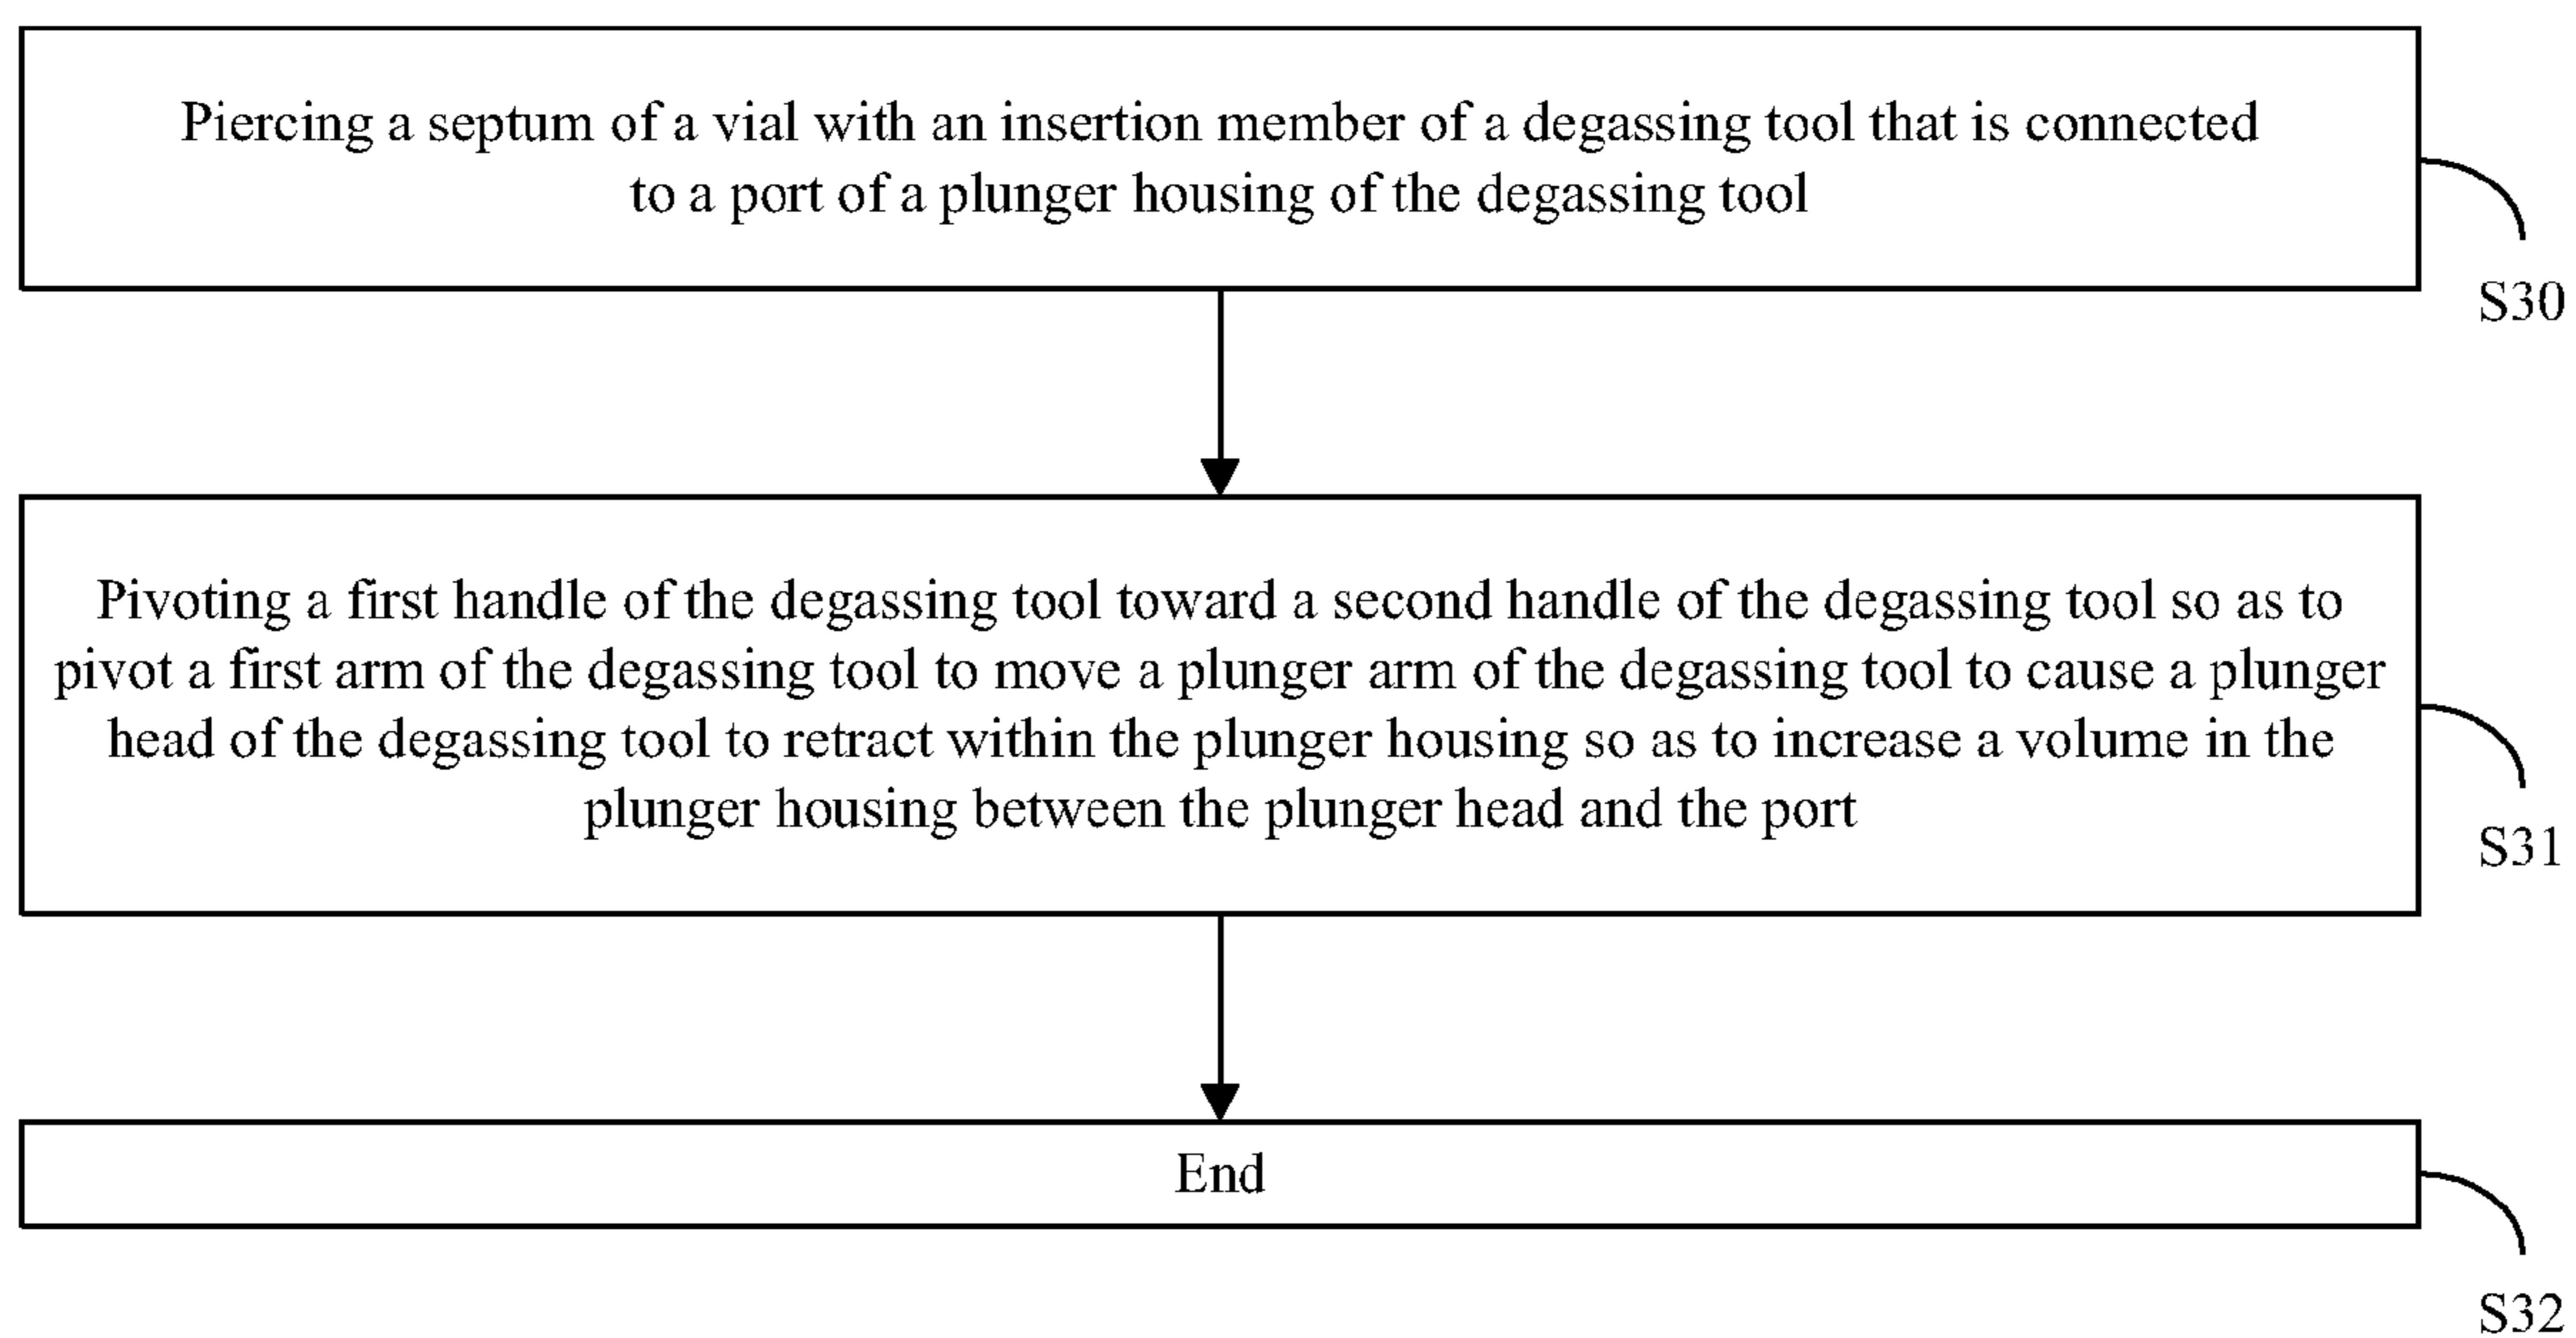 Piercing a septum of a vial with an insertion member of a degassing tool that is connected
to a port of a plunger housing of the degassing tool
S30
Pivoting a first handle of the degassing tool toward a second handle of the degassing tool so as to
pivot a first arm of the degassing tool to move a plunger arm of the degassing tool to cause a plunger
head of the degassing tool to retract within the plunger housing so as to increase a volume in the
plunger housing between the plunger head and the port
S31
End
S32